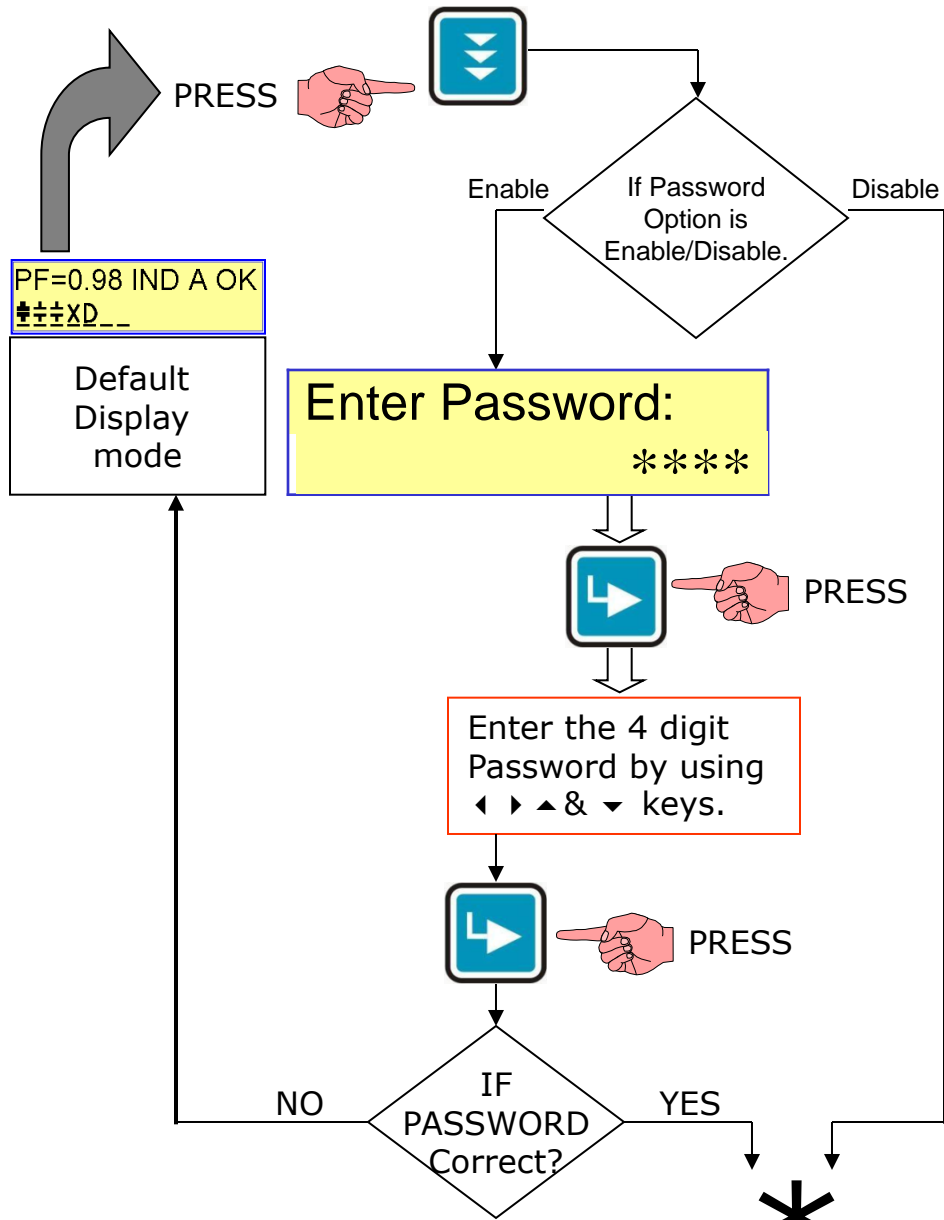 PRESS
Enable
If Password
Option is
Enable/Disable.
Disable
PF=0.98 IND A OK
Default
Display
mode
Enter Password:
****
PRESS
Enter the 4 digit
Password by using
◂ ▸ ▴ & ▾ keys.
PRESS
IF
PASSWORD
Correct?
NO
YES
*